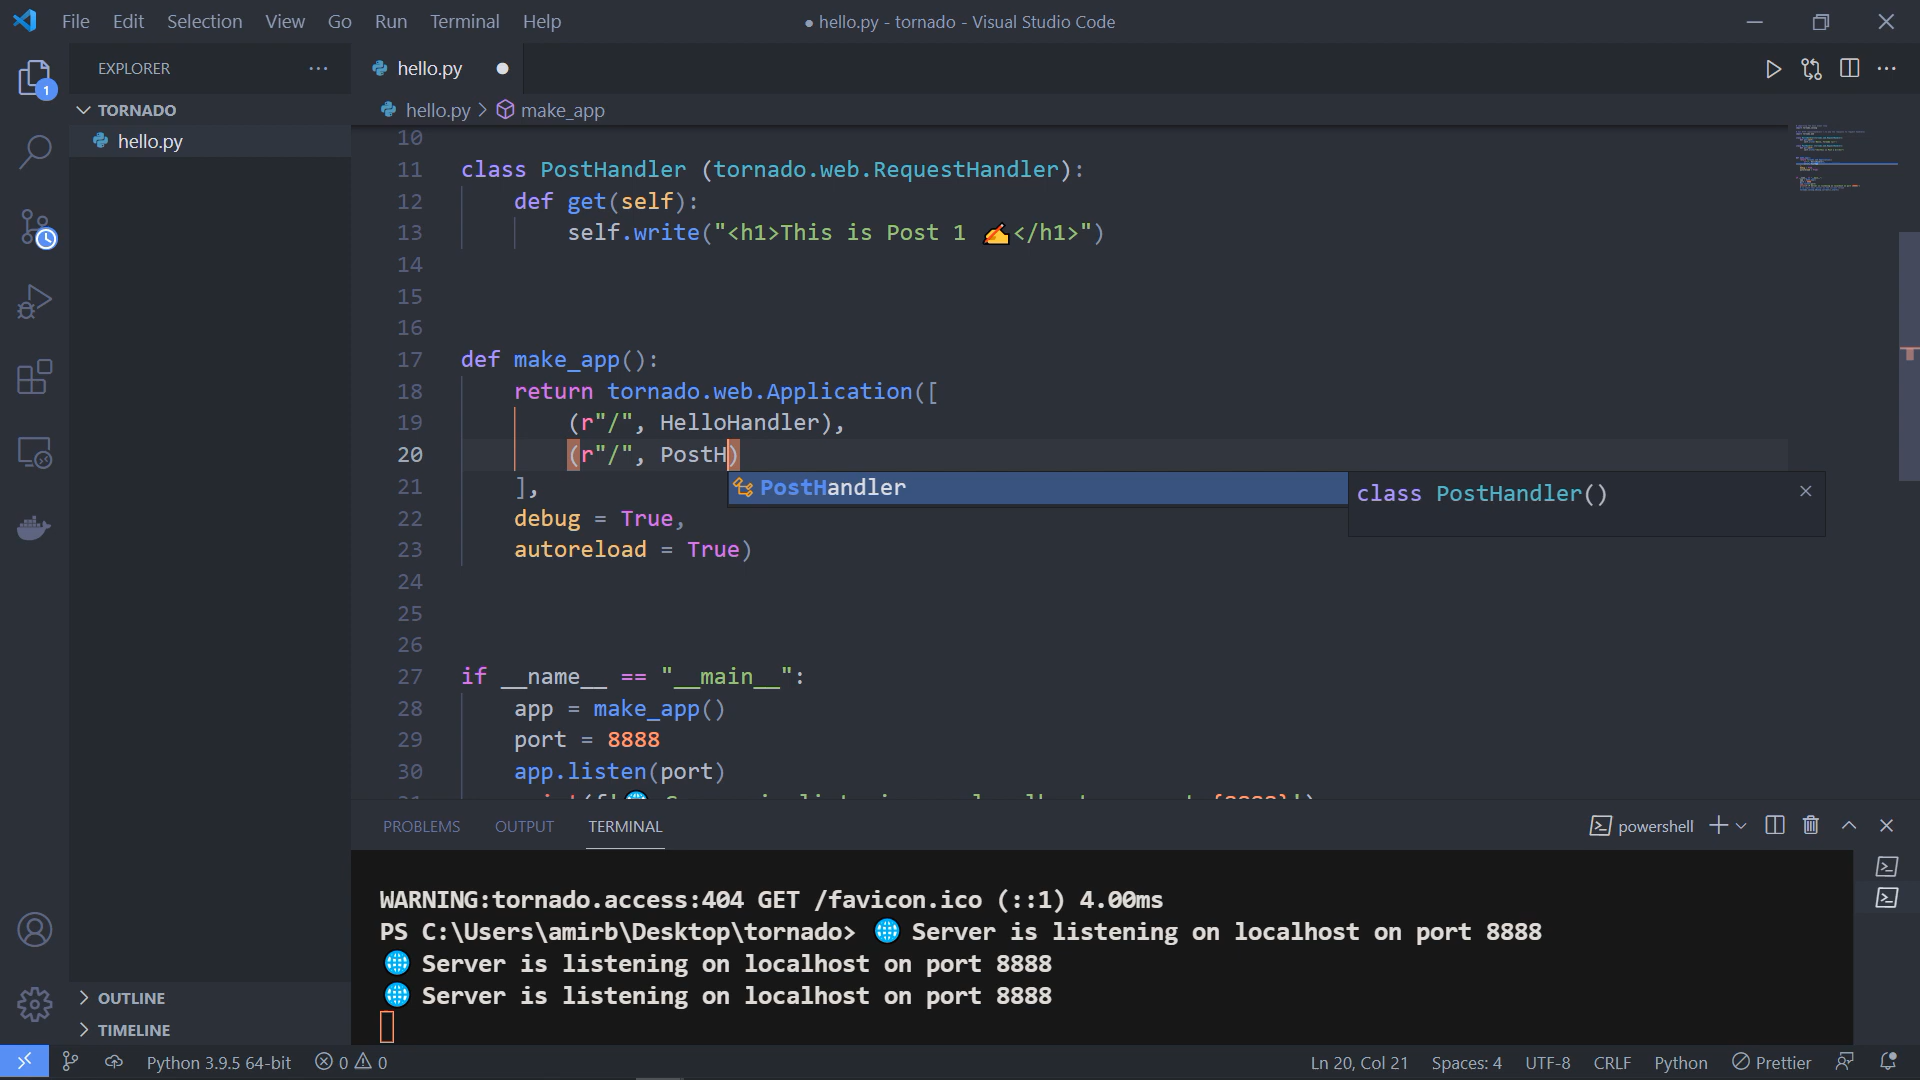 File Edit Selection View Go Run Terminal Help
● hello.py - tornado - Visual Studio Code
EXPLORER
1
TORNADO
hello.py
hello.py
hello.py > make_app
10
11 class PostHandler (tornado.web.RequestHandler):
12 def get(self):
13 self.write("<h1>This is Post 1 ✍</h1>")
14
15
16
17 def make_app():
18 return tornado.web.Application([
19 (r"/", HelloHandler),
20 (r"/", PostH)
PostHandler
class PostHandler()
21 ],
22 debug = True,
23 autoreload = True)
24
25
26
27 if __name__ == "__main__":
28 app = make_app()
29 port = 8888
30 app.listen(port)
PROBLEMS OUTPUT TERMINAL
powershell
WARNING:tornado.access:404 GET /favicon.ico (::1) 4.00ms
PS C:\Users\amirb\Desktop\tornado> 🌐 Server is listening on localhost on port 8888
🌐 Server is listening on localhost on port 8888
🌐 Server is listening on localhost on port 8888
OUTLINE
TIMELINE
Python 3.9.5 64-bit 0 0 Ln 20, Col 21 Spaces: 4 UTF-8 CRLF Python Prettier